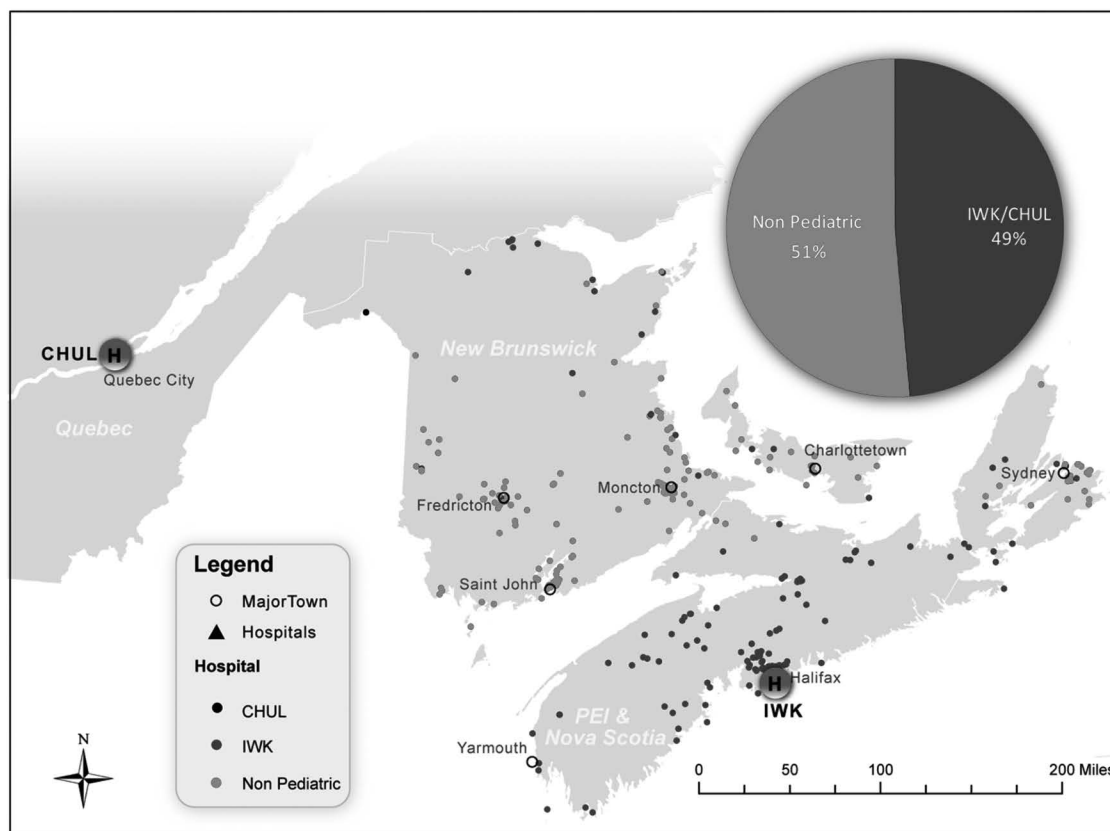 Non Pediatric
51%
IWK/CHUL
49%
New Brunswick
CHUL
H
Quebec City
Quebec
Charlottetown
Sydney
Moncton
Fredricton
Saint John
Legend
MajorTown
Hospitals
Hospital
CHUL
IWK
Non Pediatric
H
Halifax
IWK
PEI &
Nova Scotia
Yarmouth
N
0
50
100
200 Miles